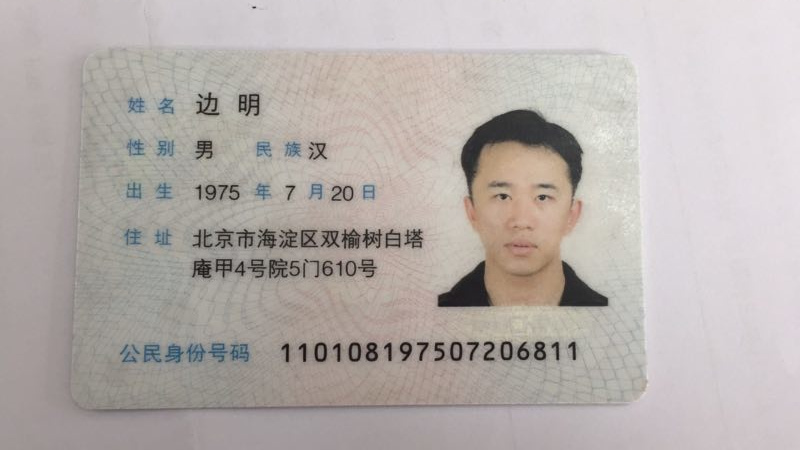 姓名 边明
性别 男 民族 汉
出生 1975 年 7 月 20 日
住址 北京市海淀区双榆树白塔
庵甲4号院5门610号
公民身份号码 110108197507206811